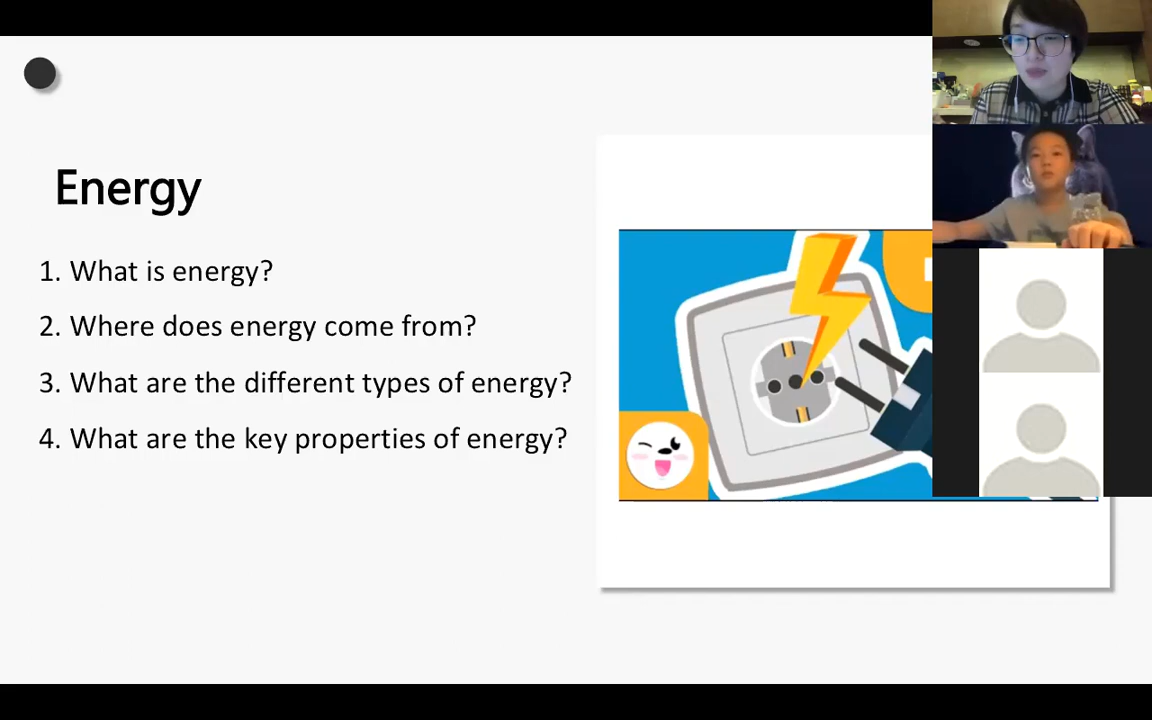 Energy
1. What is energy?
2. Where does energy come from?
3. What are the different types of energy?
4. What are the key properties of energy?